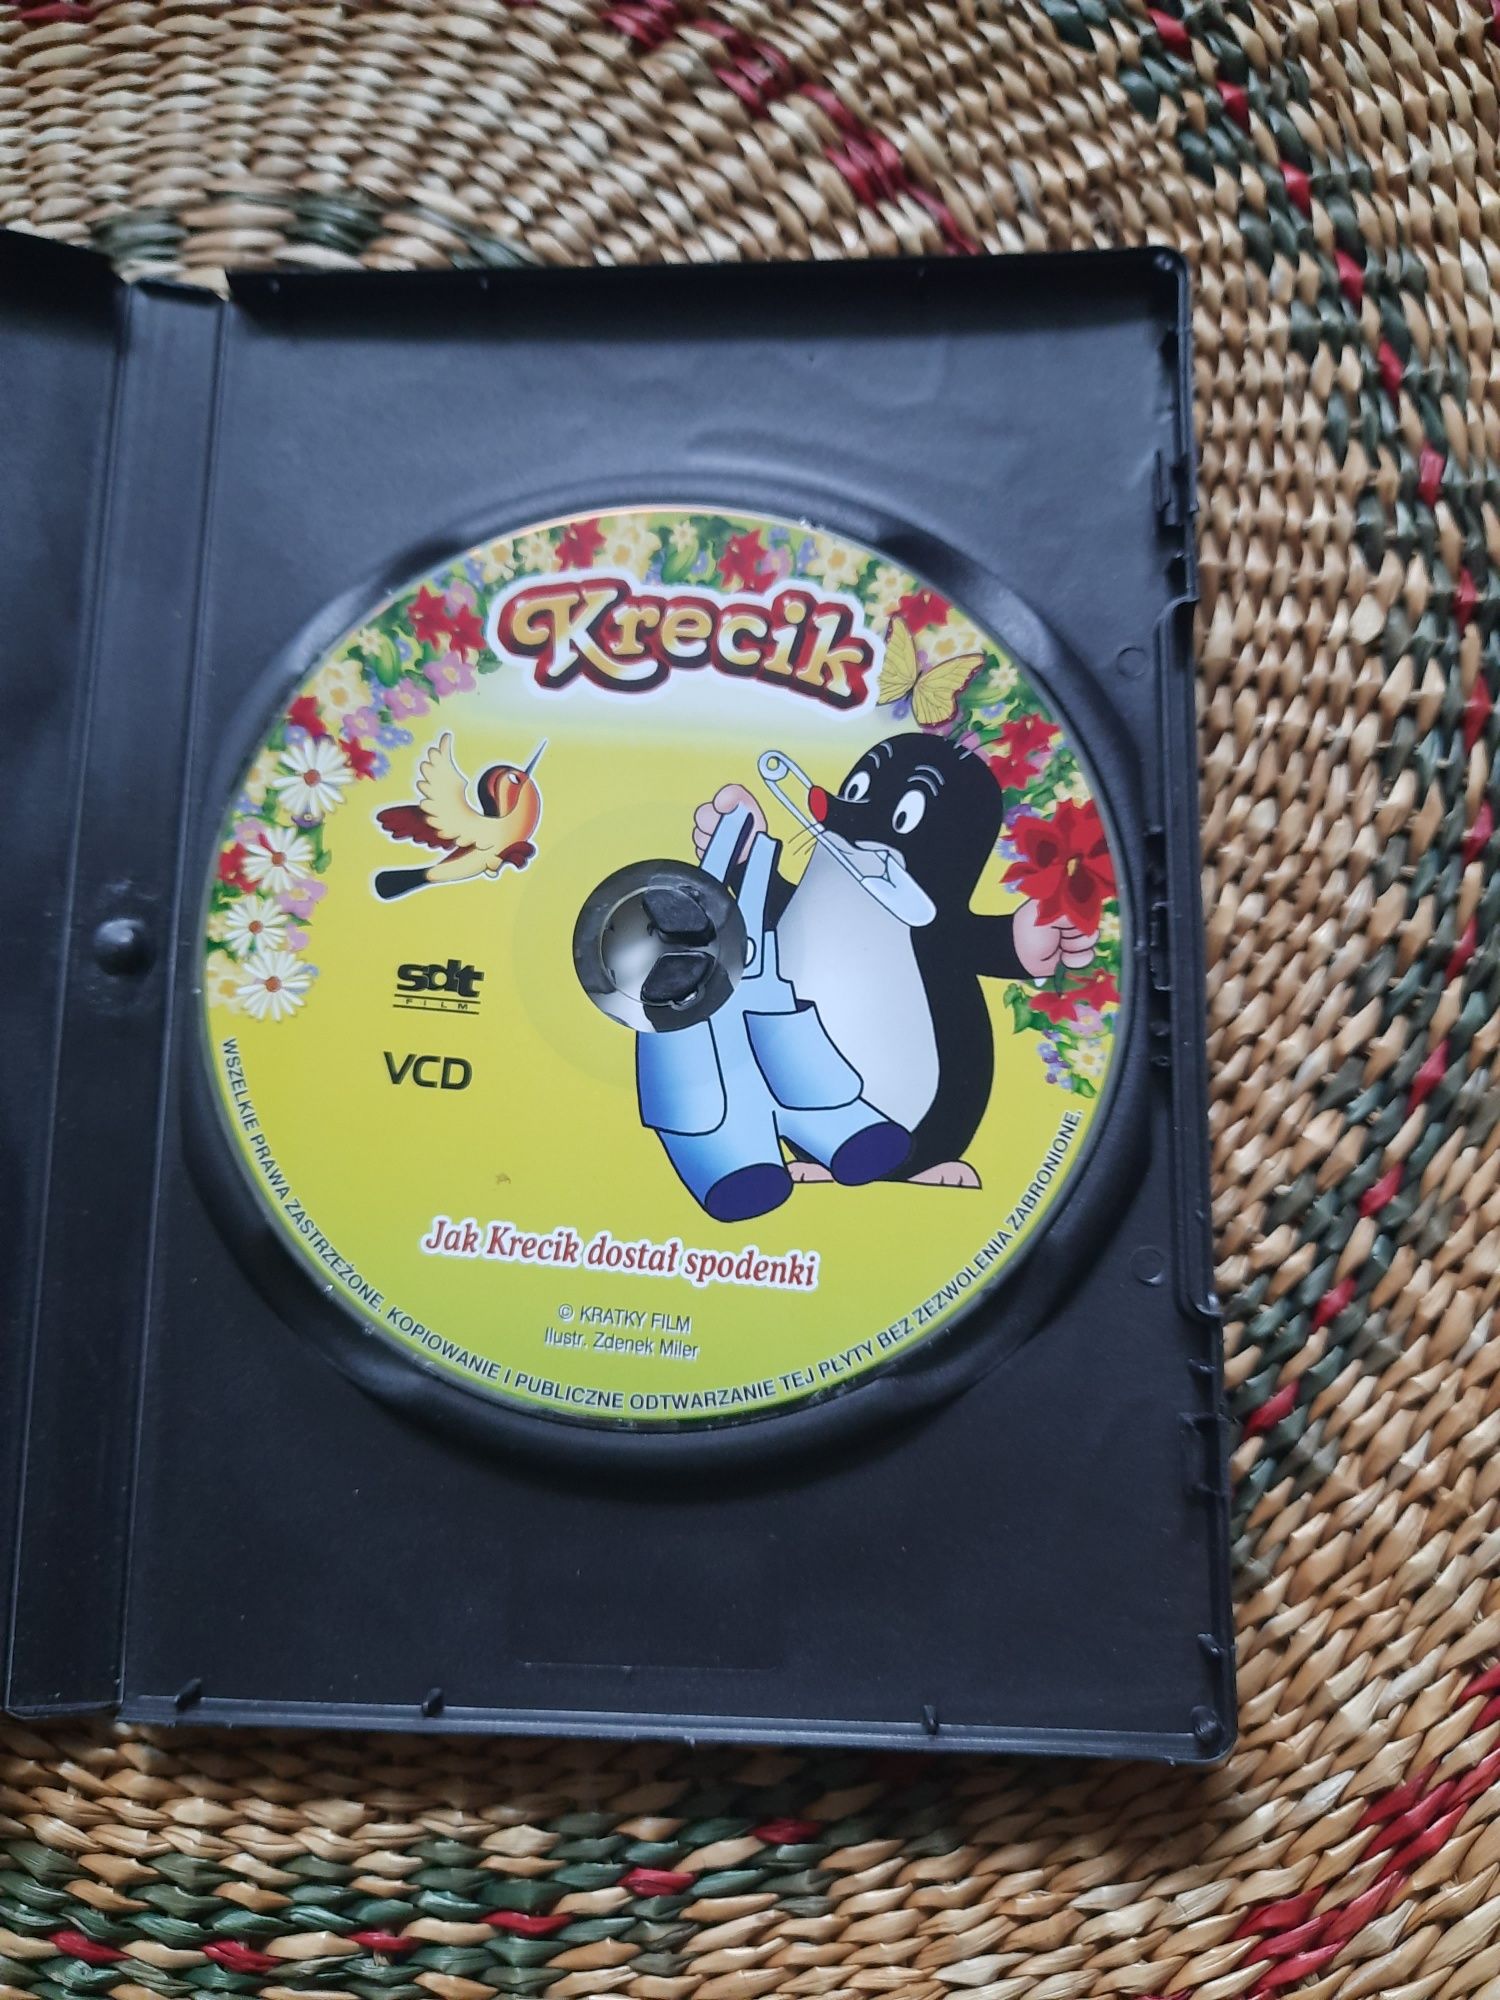 Krecik
sdt
FILM
VCD
Jak Krecik dostał spodenki
© KRATKY FILM
Ilustr. Zdenek Miler
WSZELKIE PRAWA ZASTRZEŻONE. KOPIOWANIE I PUBLICZNE ODTWARZANIE TEJ PŁYTY BEZ ZEZWOLENIA ZABRONIONE.